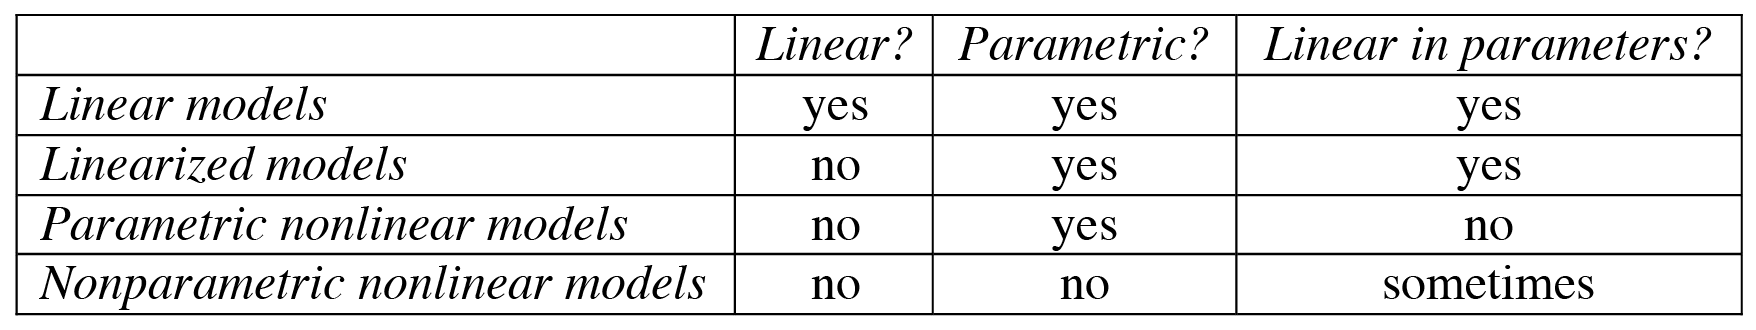 Linear? Parametric? Linear in parameters?
Linear models yes yes yes
Linearized models no yes yes
Parametric nonlinear models no yes no
Nonparametric nonlinear models no no sometimes